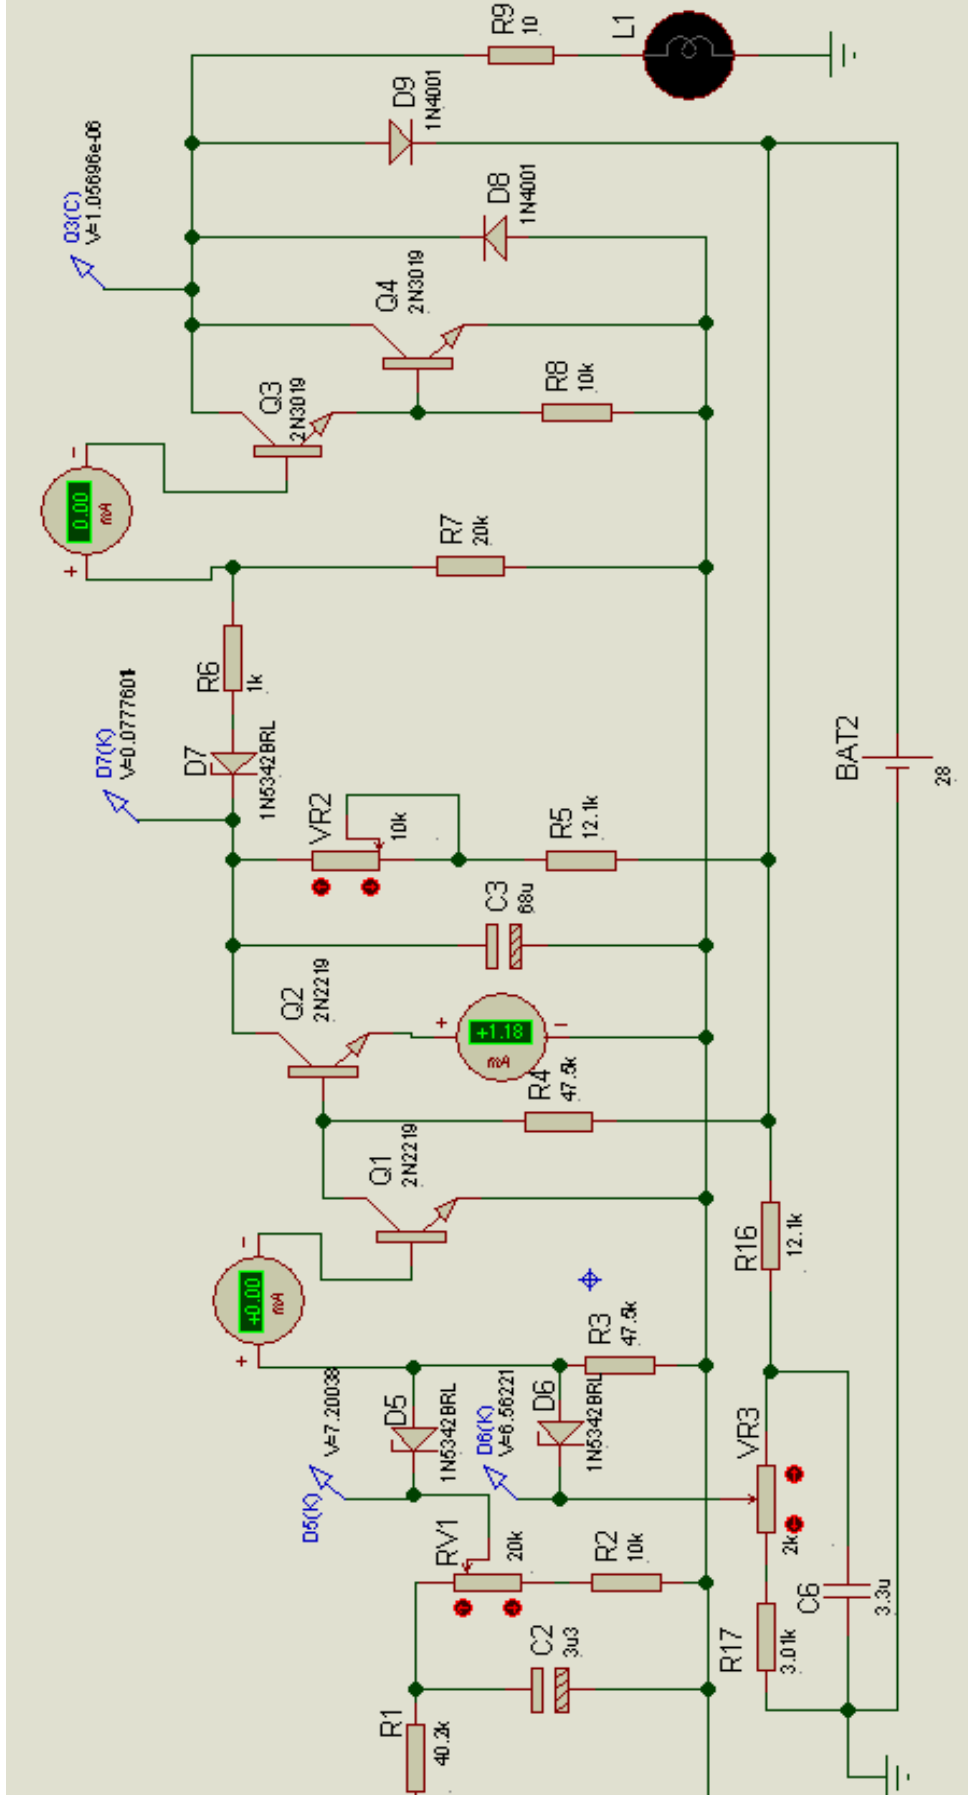 R9
10
L1
D9
1N4001
Q3(C)
V=1.05696e-06
D8
1N4001
Q4
2N3019
Q3
2N3019
R8
10k
-
0.00
mA
+
R7
20k
R6
1k
D7(K)
V=0.0777601
D7
1N5342BRL
VR2
10k
R5
12.1k
BAT2
28
C3
68u
Q2
2N2219
+
+1.18
mA
-
R4
47.5k
Q1
2N2219
R16
12.1k
-
+0.00
mA
+
R3
47.5k
D5(K)
V=7.20038
D5
1N5342BRL
D6(K)
V=6.56221
D6
1N5342BRL
VR3
2k
RV1
20k
R2
10k
C6
3.3u
R17
3.01k
C2
3u3
R1
40.2k